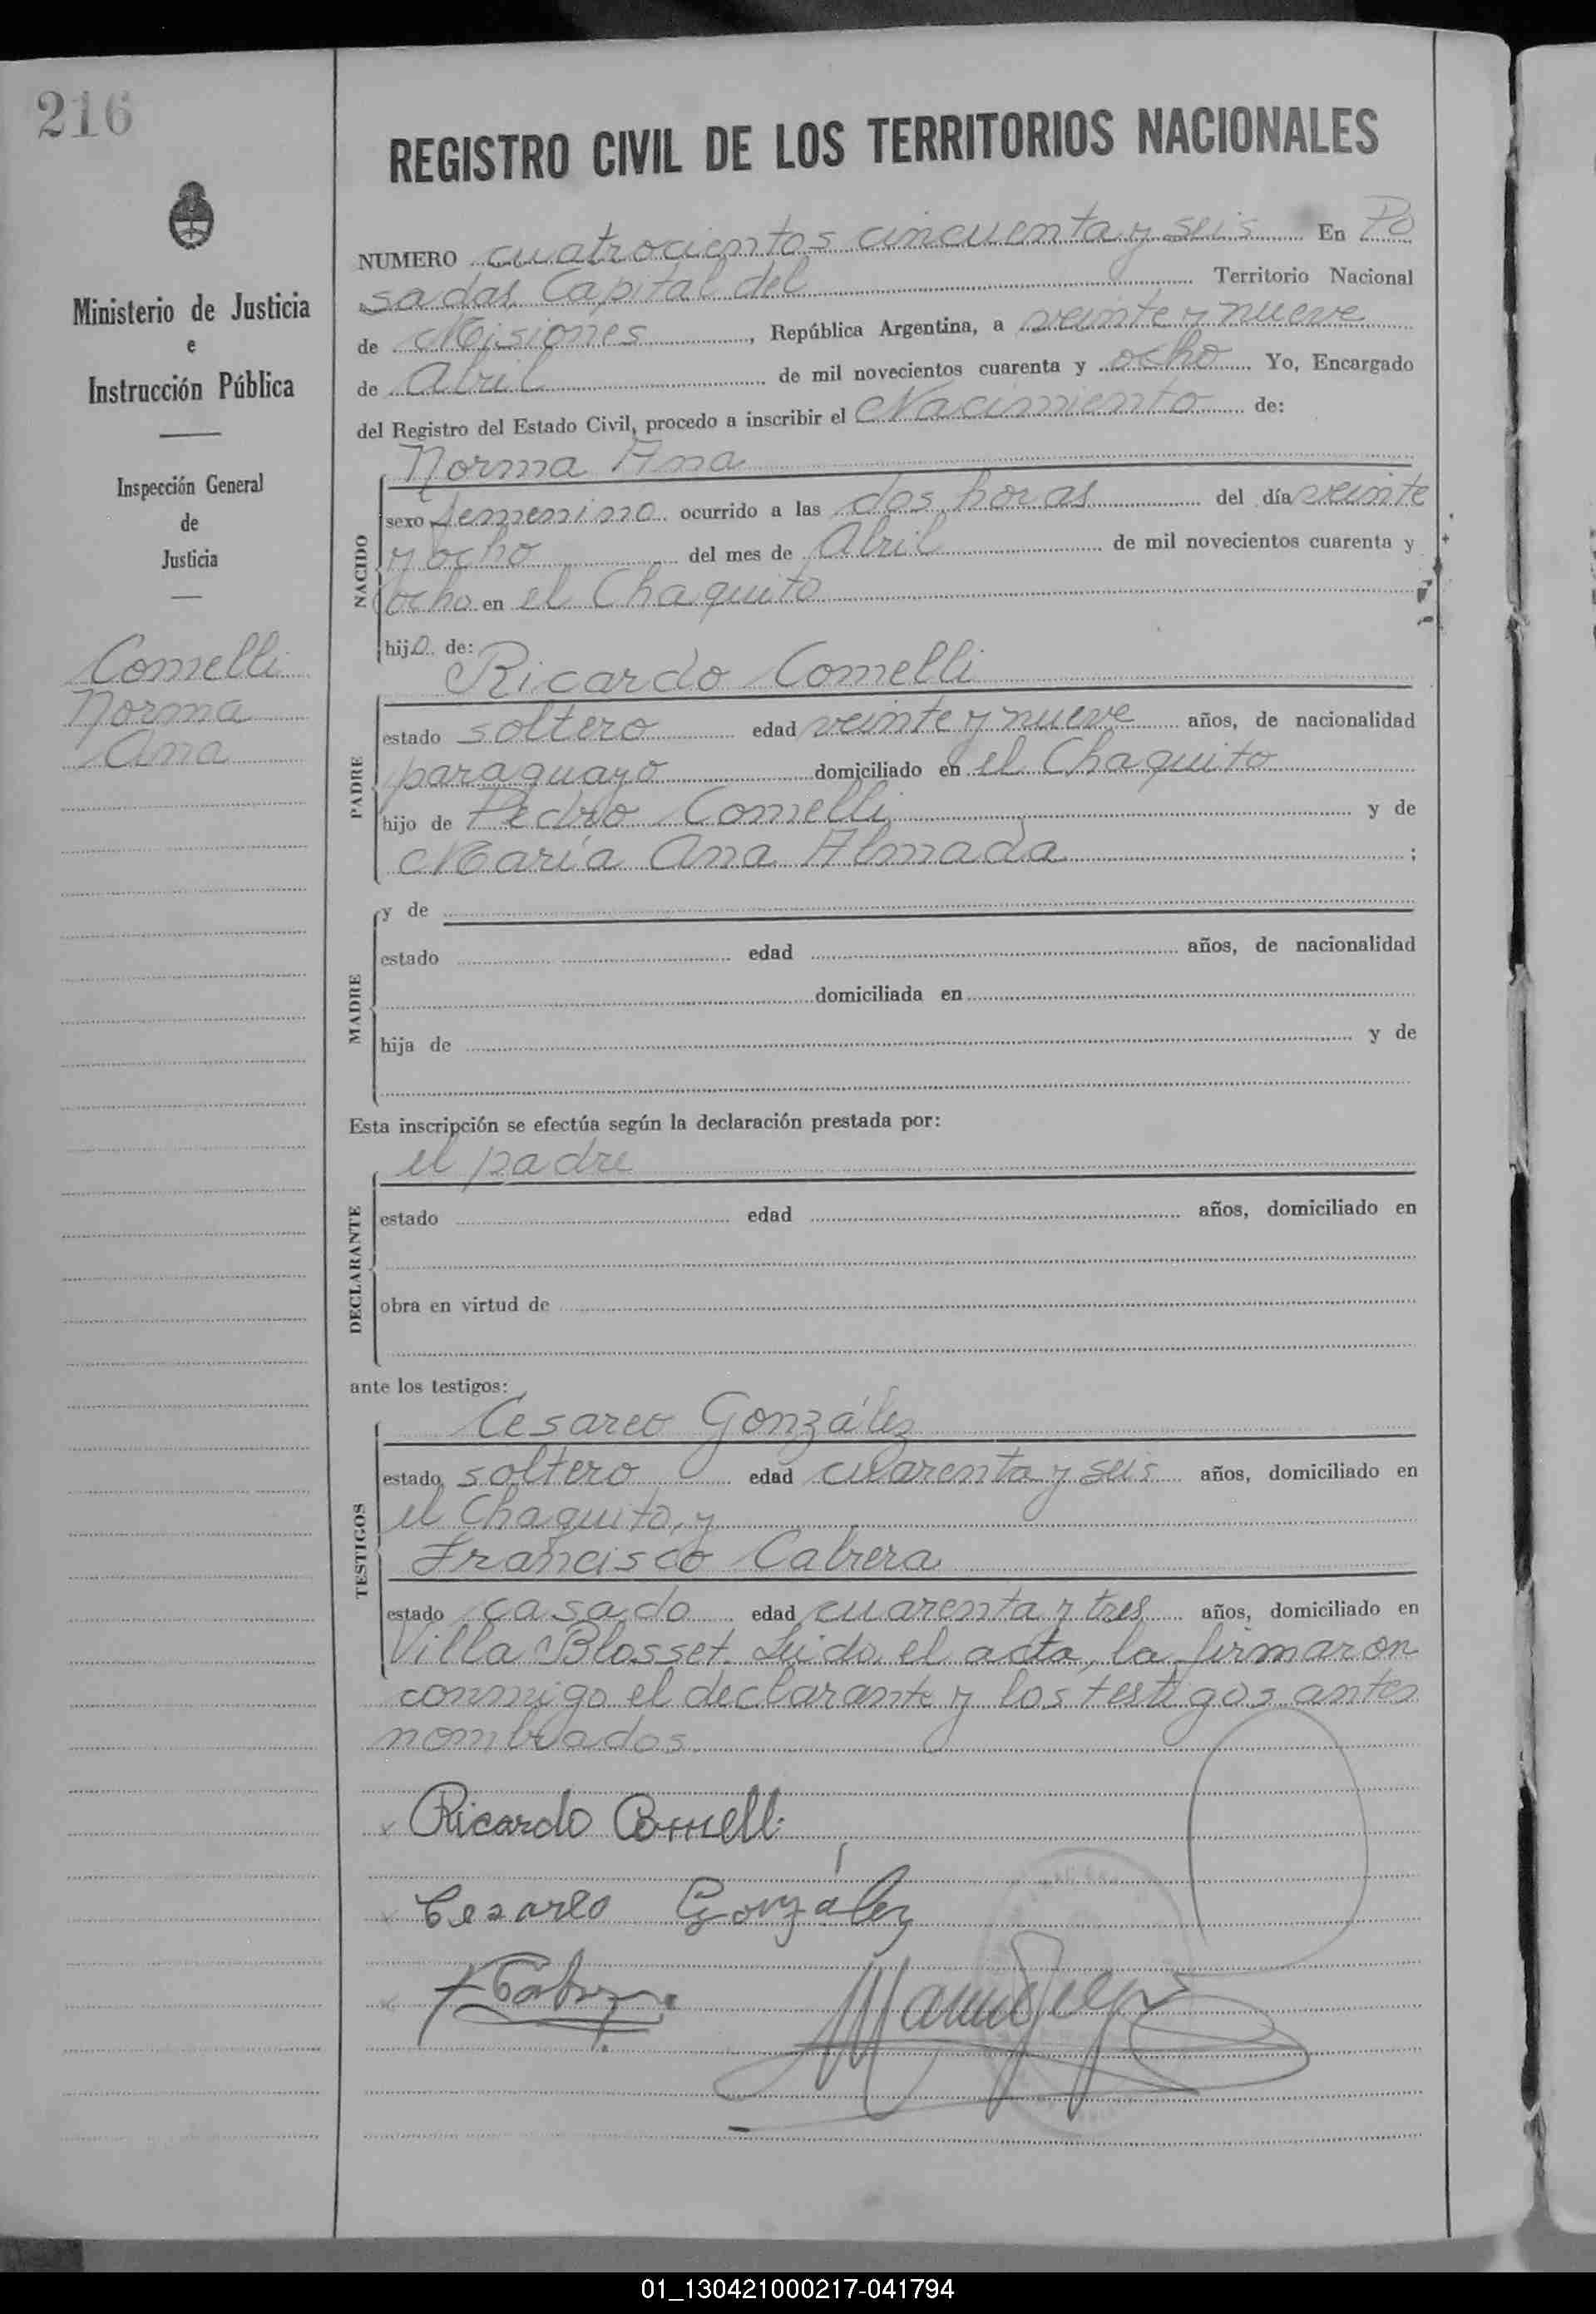 216
REGISTRO CIVIL DE LOS TERRITORIOS NACIONALES
Ministerio de Justicia
e
Instrucción Pública
Inspección General
de
Justicia
Comelli
Norma
Ana
NUMERO cuatrocientos cincuenta y seis En Po
sadas, Capital del Territorio Nacional
de Misiones, República Argentina, a veinte y nueve
de Abril de mil novecientos cuarenta y ocho Yo, Encargado
del Registro del Estado Civil, procedo a inscribir el Nacimiento de:
NACIDO
Norma Ana
sexo femenino ocurrido a las dos horas del día veinte
y ocho del mes de Abril de mil novecientos cuarenta y
ocho en el Chaquito
hija de:
PADRE
Ricardo Comelli
estado soltero edad veinte y nueve años, de nacionalidad
paraguayo domiciliado en el Chaquito
hijo de Pedro Comelli y de
María Ana Almada ;
MADRE
y de
estado edad años, de nacionalidad
domiciliada en
hija de y de
Esta inscripción se efectúa según la declaración prestada por:
DECLARANTE
el padre
estado edad años, domiciliado en
obra en virtud de
ante los testigos:
TESTIGOS
Cesareo González
estado soltero edad cuarenta y seis años, domiciliado en
el Chaquito, y
Francisco Cabrera
estado casado edad cuarenta y tres años, domiciliado en
Villa Blosset. Leído el acta, la firmaron
conmigo el declarante y los testigos antes
nombrados
Ricardo Comelli
Cesareo González
01_130421000217-041794